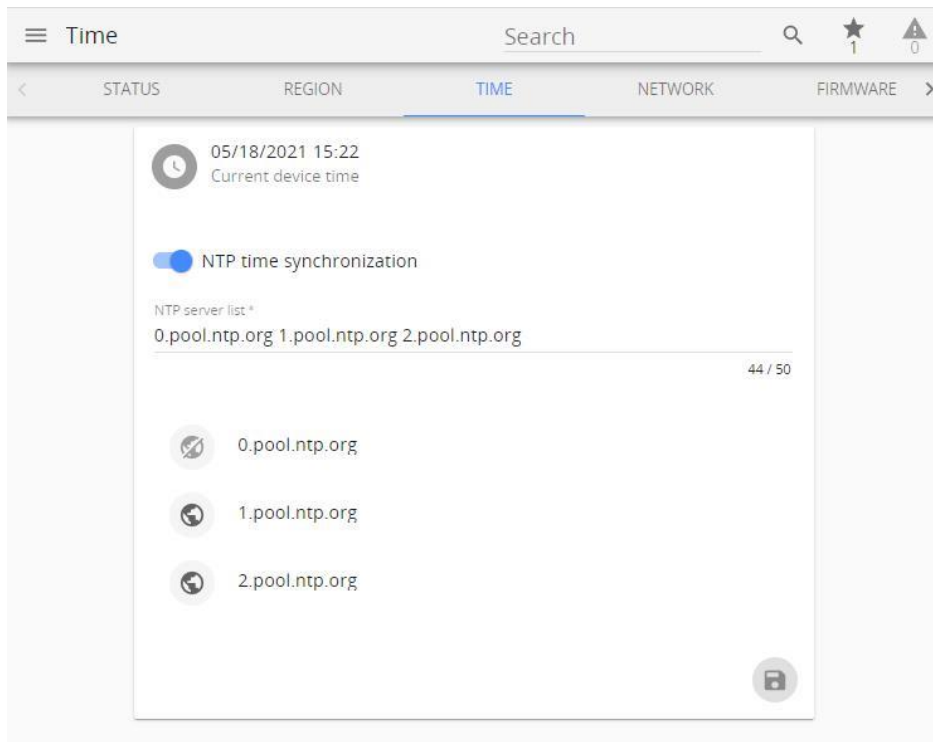 Time
Search
1
0
STATUS REGION TIME NETWORK FIRMWARE
05/18/2021 15:22
Current device time
NTP time synchronization
NTP server list *
0.pool.ntp.org 1.pool.ntp.org 2.pool.ntp.org
44 / 50
0.pool.ntp.org
1.pool.ntp.org
2.pool.ntp.org